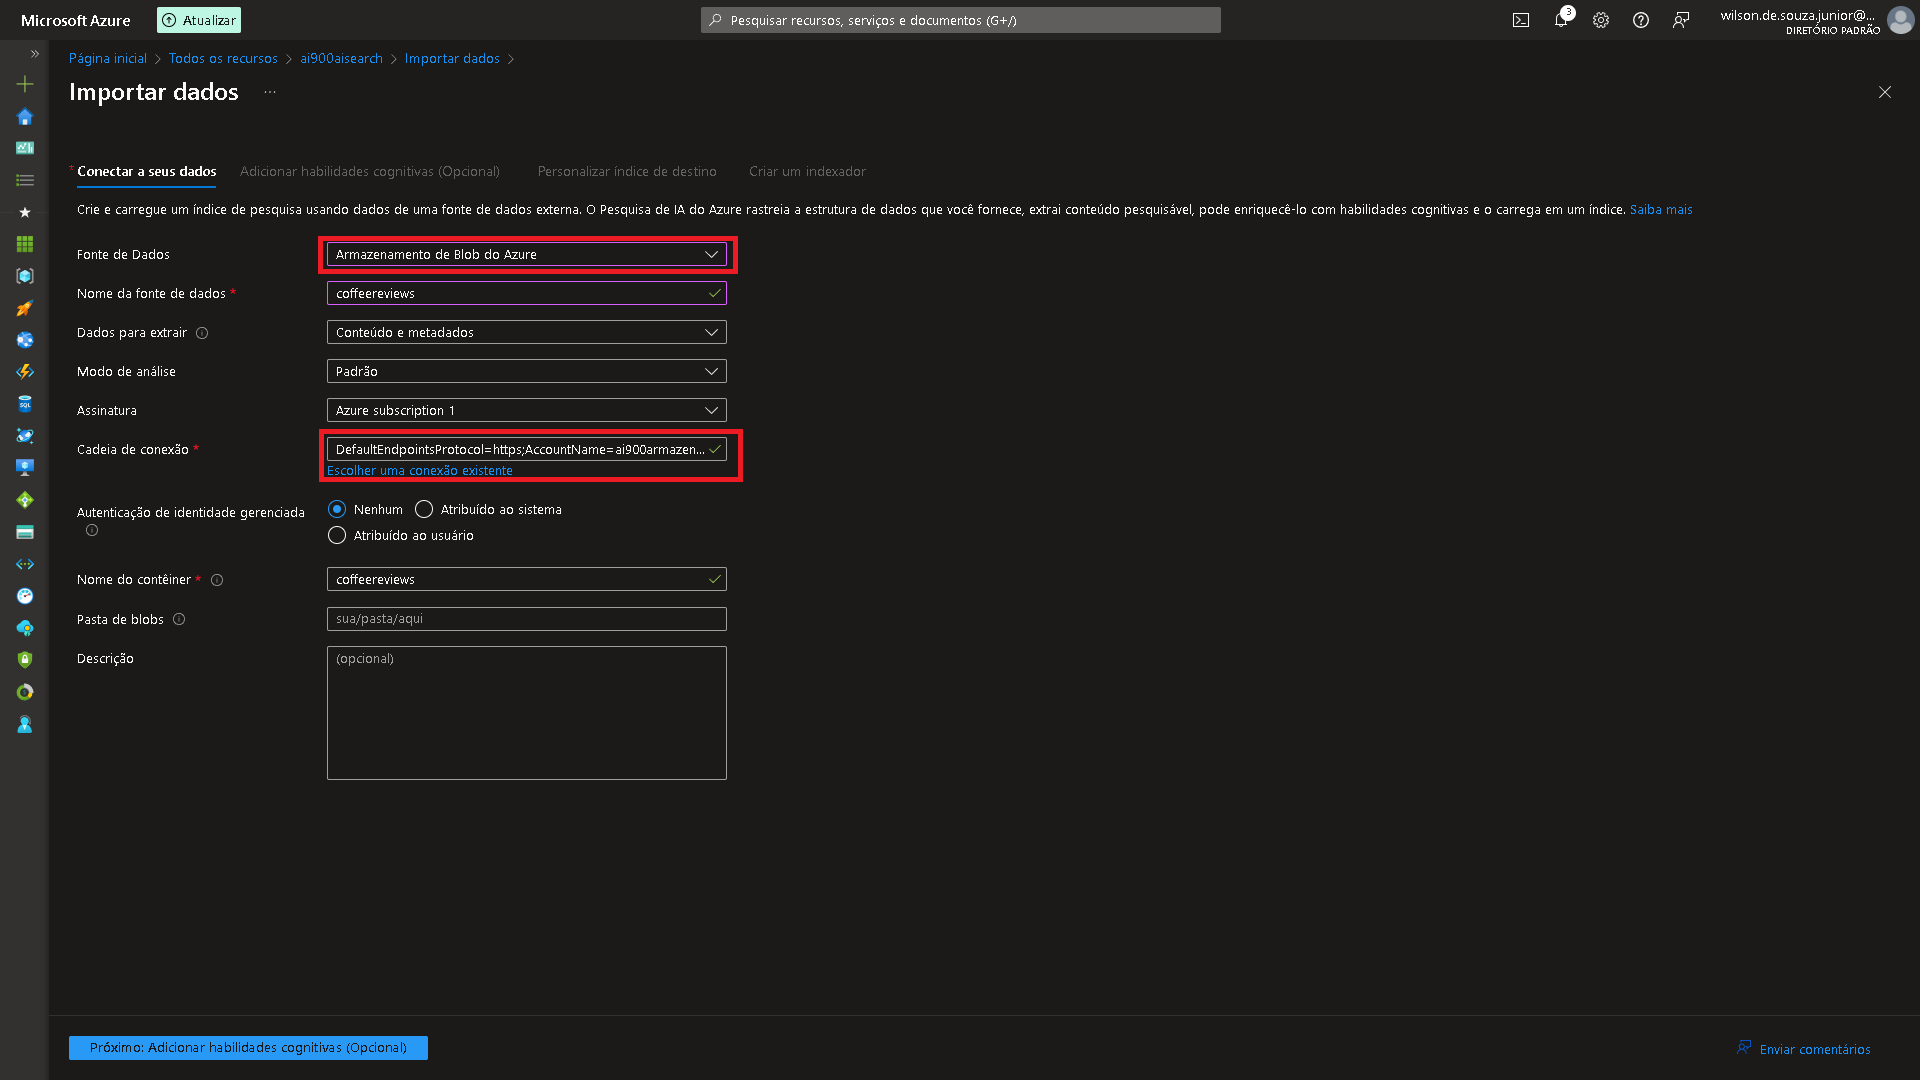 Microsoft Azure
Atualizar
Pesquisar recursos, serviços e documentos (G+/)
3
wilson.de.souza.junior@...
DIRETÓRIO PADRÃO
Página inicial > Todos os recursos > ai900aisearch > Importar dados >
Importar dados ...
* Conectar a seus dados Adicionar habilidades cognitivas (Opcional) Personalizar índice de destino Criar um indexador
Crie e carregue um índice de pesquisa usando dados de uma fonte de dados externa. O Pesquisa de IA do Azure rastreia a estrutura de dados que você fornece, extrai conteúdo pesquisável, pode enriquecê-lo com habilidades cognitivas e o carrega em um índice. Saiba mais
Fonte de Dados Armazenamento de Blob do Azure
Nome da fonte de dados * coffeereviews
Dados para extrair Conteúdo e metadados
Modo de análise Padrão
Assinatura Azure subscription 1
Cadeia de conexão * DefaultEndpointsProtocol=https;AccountName=ai900armazen...
Escolher uma conexão existente
Autenticação de identidade gerenciada Nenhum Atribuído ao sistema
Atribuído ao usuário
Nome do contêiner * coffeereviews
Pasta de blobs sua/pasta/aqui
Descrição (opcional)
Próximo: Adicionar habilidades cognitivas (Opcional)
Enviar comentários